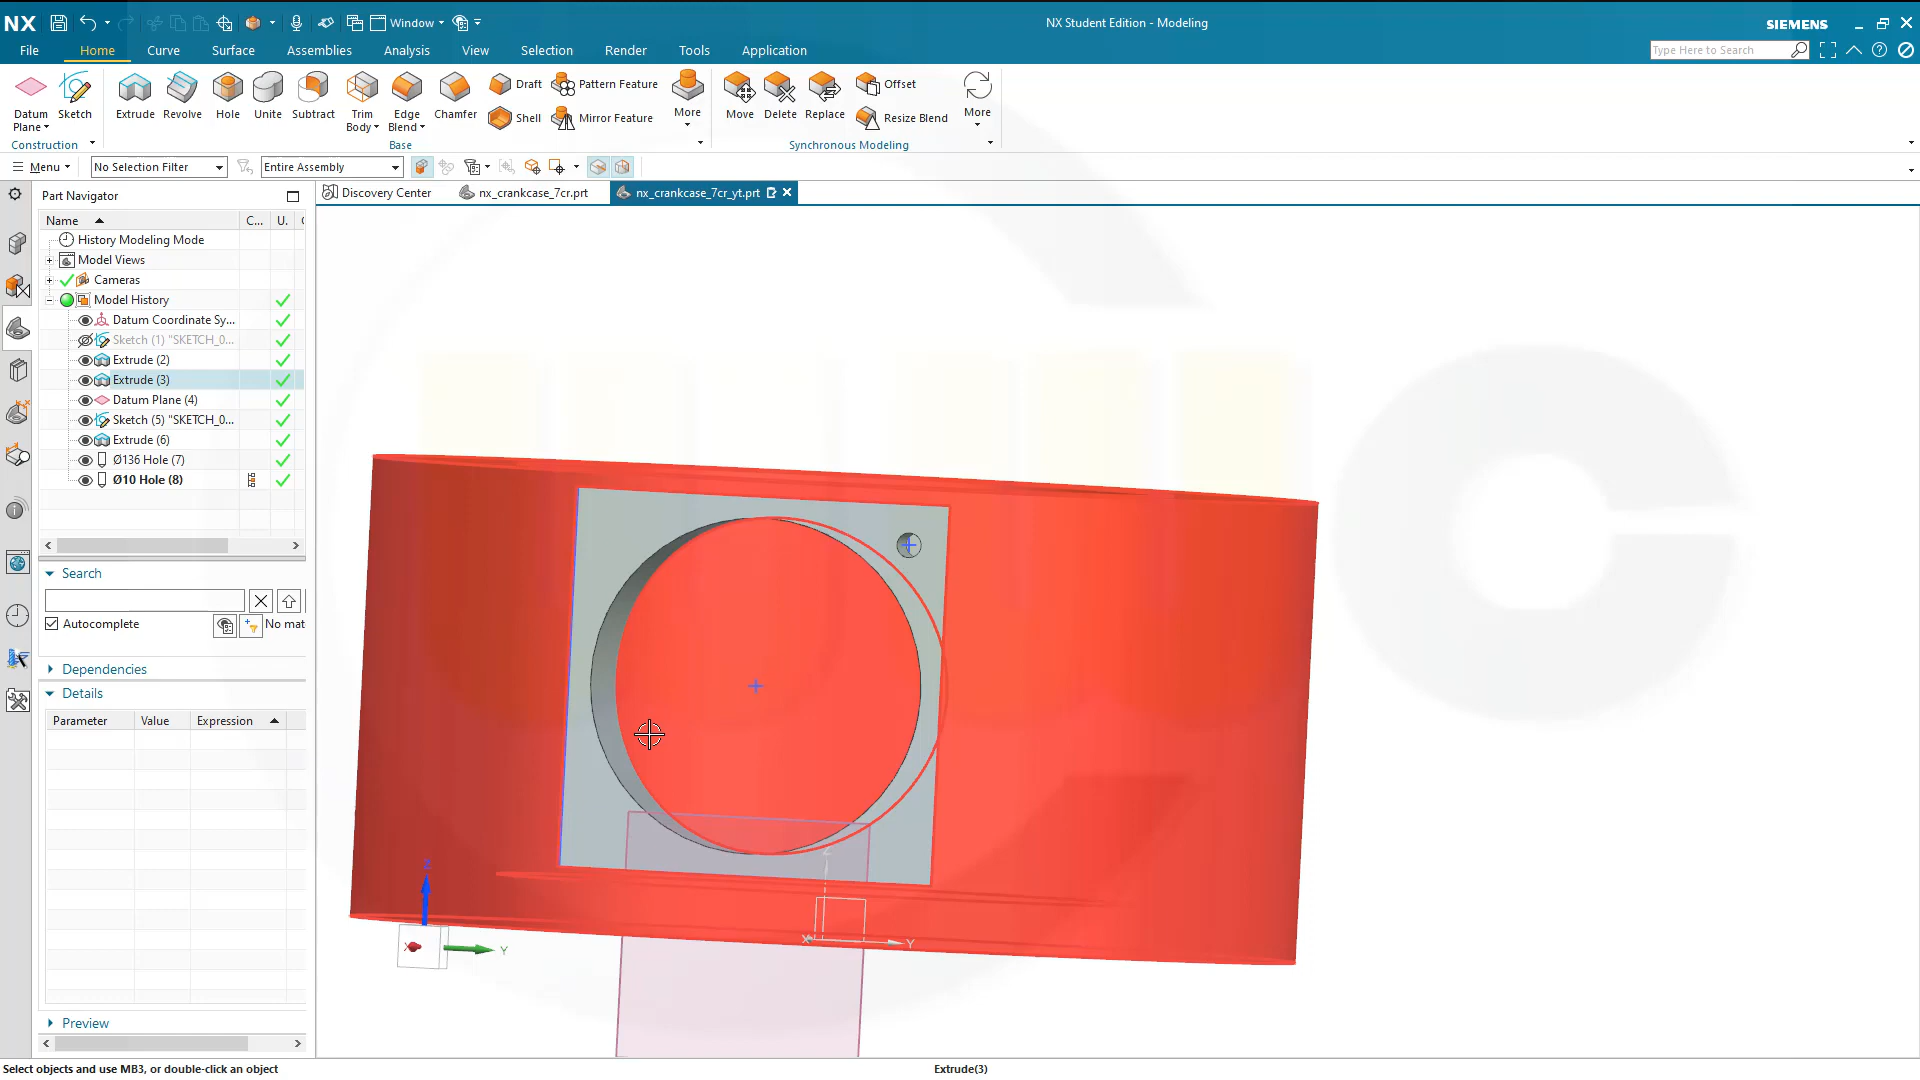 NX
Window
NX Student Edition - Modeling
SIEMENS
File
Home
Curve
Surface
Assemblies
Analysis
View
Selection
Render
Tools
Application
Type Here to Search
Datum
Plane
Sketch
Extrude
Revolve
Hole
Unite
Subtract
Trim
Body
Edge
Blend
Chamfer
Draft
Shell
Pattern Feature
Mirror Feature
More
Move
Delete
Replace
Offset
Resize Blend
More
Construction
Base
Synchronous Modeling
Menu
No Selection Filter
Entire Assembly
Part Navigator
Discovery Center
nx_crankcase_7cr.prt
nx_crankcase_7cr_yt.prt
Name
C...
U.
History Modeling Mode
Model Views
Cameras
Model History
Datum Coordinate Sy...
Sketch (1) "SKETCH_0...
Extrude (2)
Extrude (3)
Datum Plane (4)
Sketch (5) "SKETCH_0...
Extrude (6)
Ø136 Hole (7)
Ø10 Hole (8)
Search
Autocomplete
No mat
Dependencies
Details
Parameter
Value
Expression
Preview
Z
X
Y
Z
X
Y
Select objects and use MB3, or double-click an object
Extrude(3)